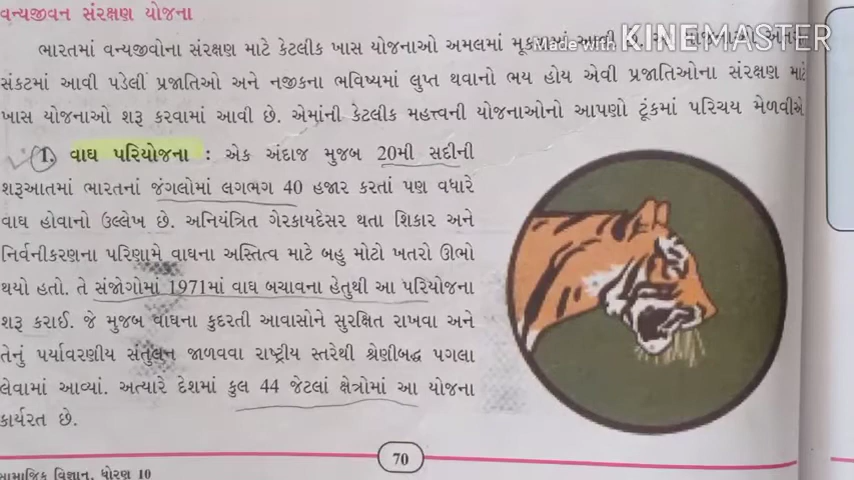 વન્યજીવન સંરક્ષણ યોજના
ભારતમાં વન્યજીવોના સંરક્ષણ માટે કેટલીક ખાસ યોજનાઓ અમલમાં
Made with KINEMASTER
સંકટમાં આવી પડેલી પ્રજાતિઓ અને નજીકના ભવિષ્યમાં લુપ્ત થવાનો ભય હોય એવી પ્રજાતિઓના સંરક્ષણ માટે
ખાસ યોજનાઓ શરૂ કરવામાં આવી છે. એમાંની કેટલીક મહત્ત્વની યોજનાઓનો આપણો ટૂંકમાં પરિચય મેળવીએ
1. વાઘ પરિયોજના : એક અંદાજ મુજબ 20મી સદીની
શરૂઆતમાં ભારતનાં જંગલોમાં લગભગ 40 હજાર કરતાં પણ વધારે
વાઘ હોવાનો ઉલ્લેખ છે. અનિયંત્રિત ગેરકાયદેસર થતા શિકાર અને
નિર્વનીકરણના પરિણામે વાઘના અસ્તિત્વ માટે બહુ મોટો ખતરો ઊભો
થયો હતો. તે સંજોગોમાં 1971માં વાઘ બચાવના હેતુથી આ પરિયોજના
શરૂ કરાઈ. જે મુજબ વાઘના કુદરતી આવાસોને સુરક્ષિત રાખવા અને
તેનું પર્યાવરણીય સંતુલન જાળવવા રાષ્ટ્રીય સ્તરેથી શ્રેણીબદ્ધ પગલા
લેવામાં આવ્યાં. અત્યારે દેશમાં કુલ 44 જેટલાં ક્ષેત્રોમાં આ યોજના
કાર્યરત છે.
70
સામાજિક વિજ્ઞાન, ધોરણ 10